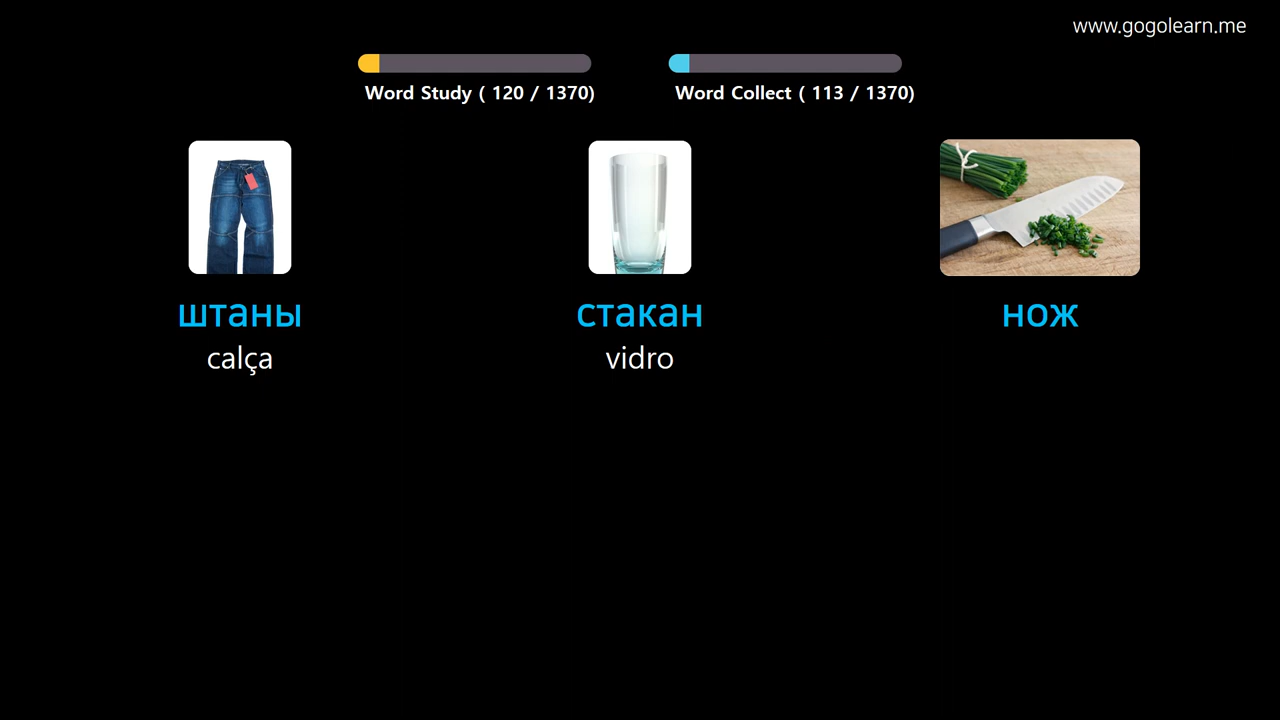 www.gogolearn.me
Word Study ( 120 / 1370)
Word Collect ( 113 / 1370)
штаны
стакан
нож
calça
vidro